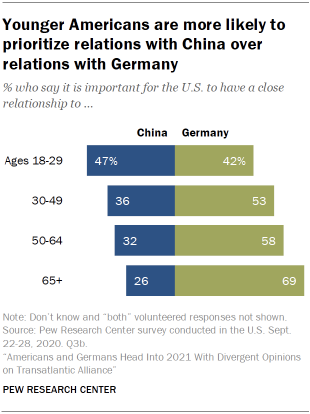 Younger Americans are more likely to
prioritize relations with China over
relations with Germany
% who say it is important for the U.S. to have a close
relationship to ...
China Germany
Ages 18-29 47% 42%
30-49 36 53
50-64 32 58
65+ 26 69
Note: Don't know and "both" volunteered responses not shown.
Source: Pew Research Center survey conducted in the U.S. Sept.
22-28, 2020. Q3b.
"Americans and Germans Head Into 2021 With Divergent Opinions
on Transatlantic Alliance"
PEW RESEARCH CENTER